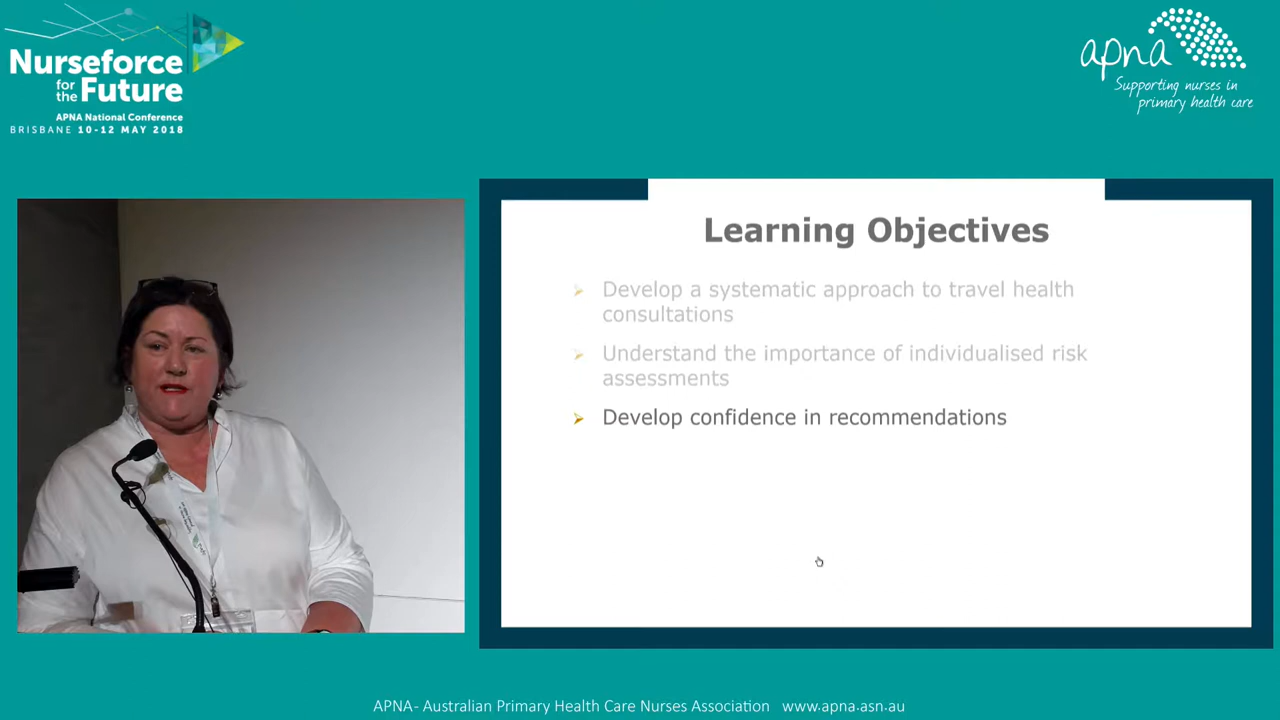 Nurseforce
for the Future
APNA National Conference
BRISBANE 10-12 MAY 2018
apna
Supporting nurses in
primary health care
Learning Objectives
Develop a systematic approach to travel health
consultations
Understand the importance of individualised risk
assessments
Develop confidence in recommendations
APNA- Australian Primary Health Care Nurses Association www.apna.asn.au